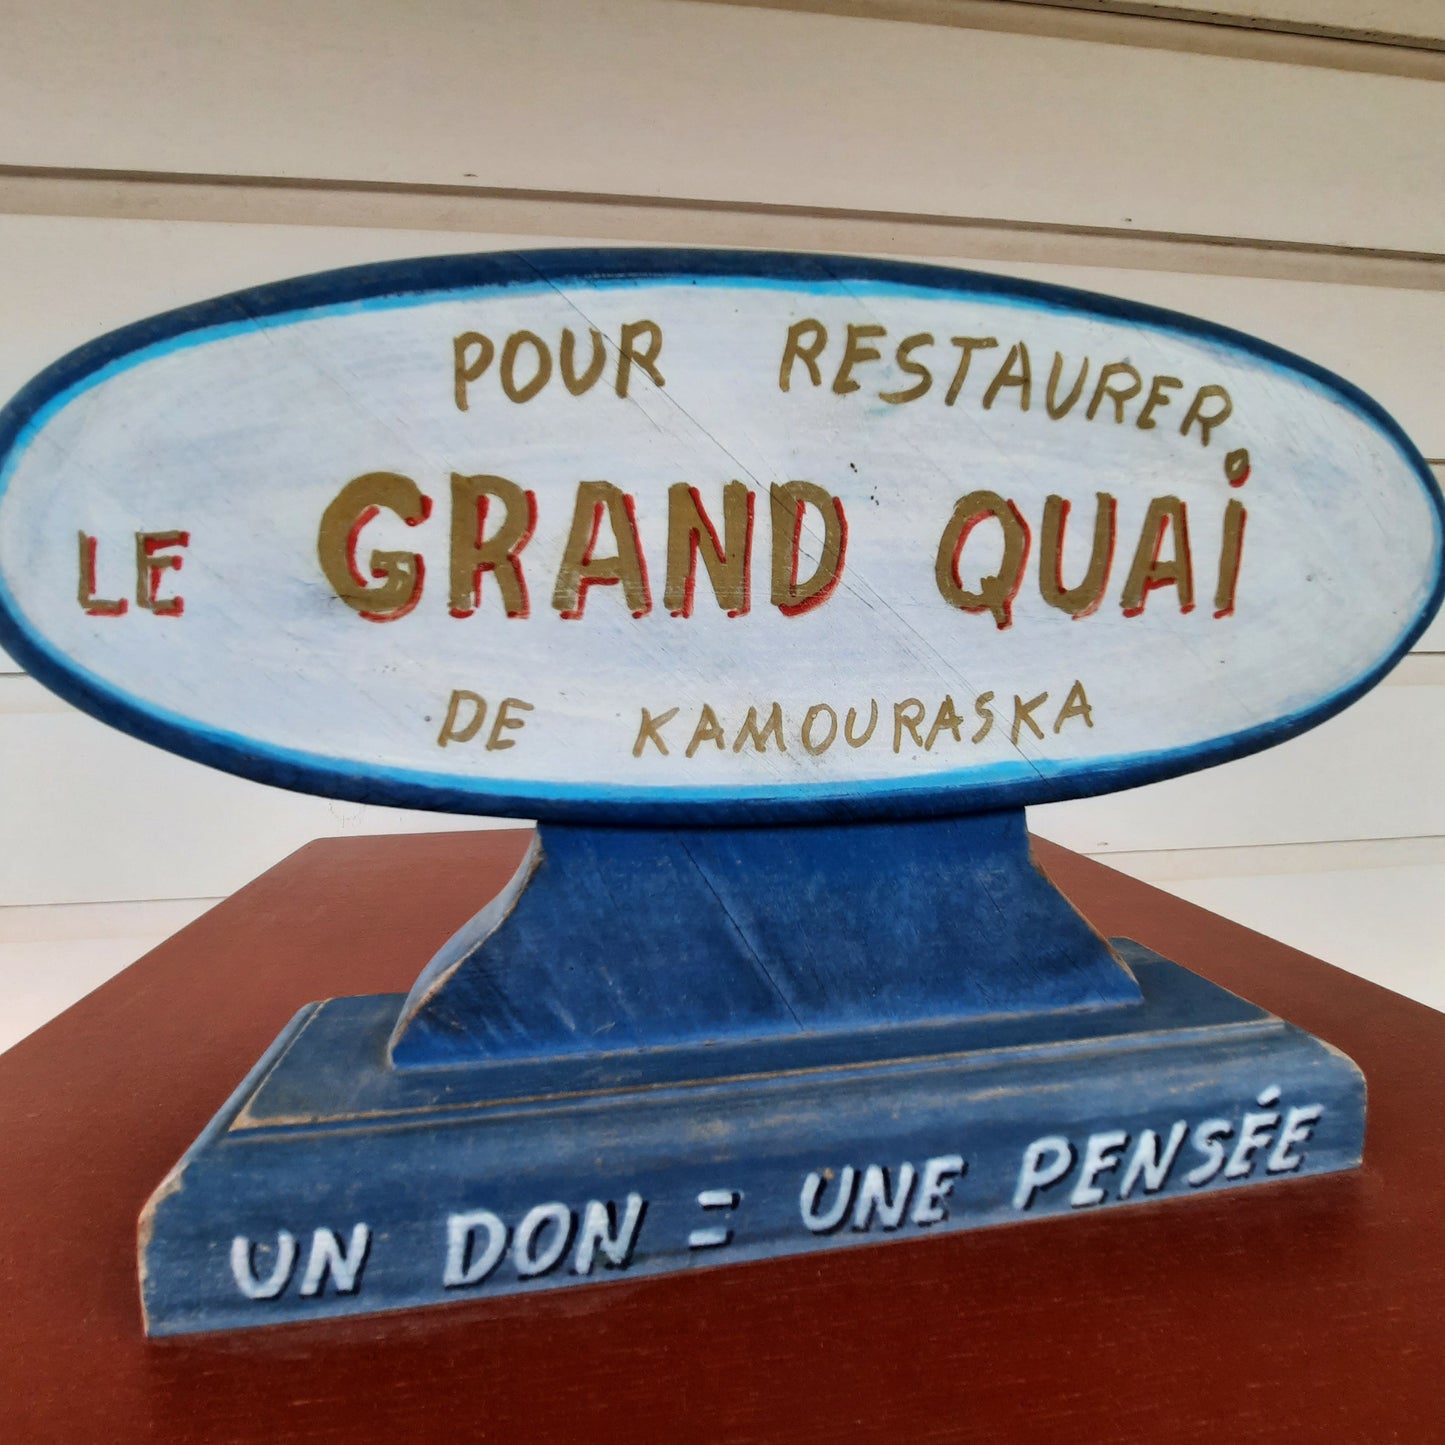 POUR RESTAURER
LE GRAND QUAi
DE KAMOURASKA
UN DON = UNE PENSÉE